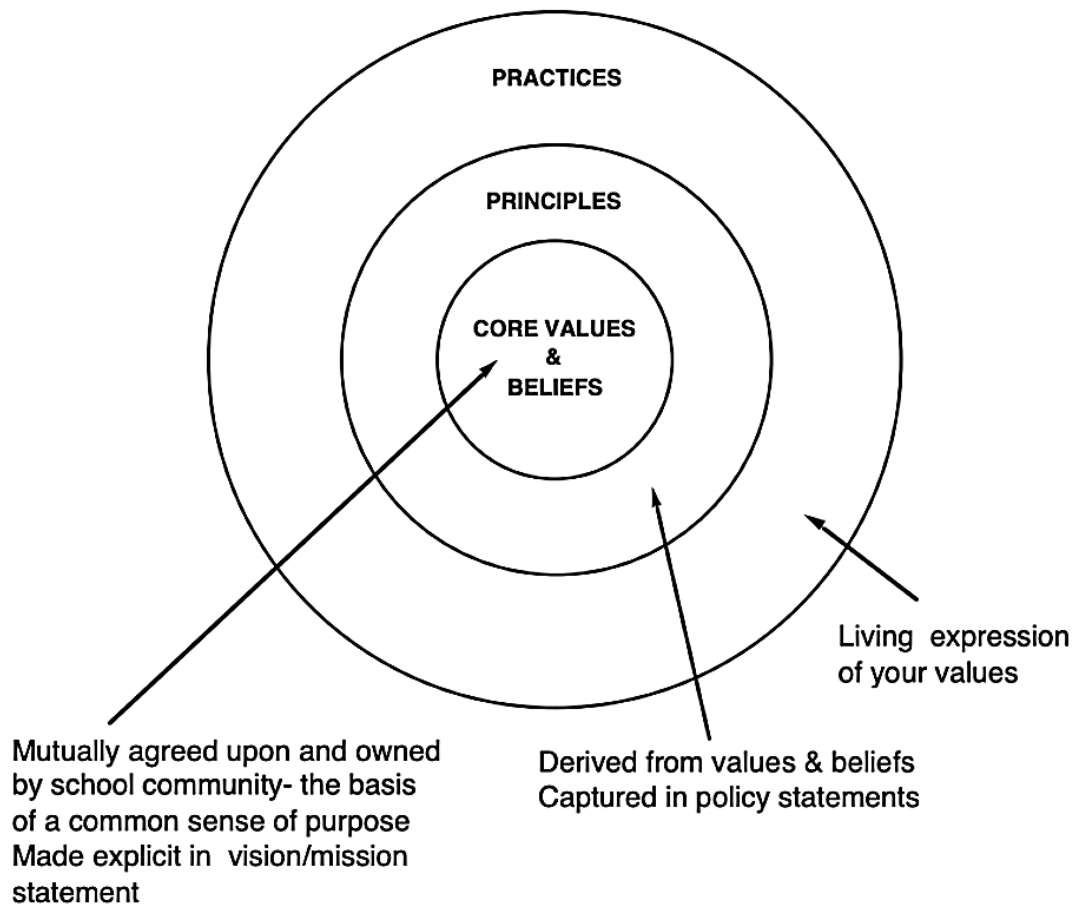 PRACTICES
PRINCIPLES
CORE VALUES
&
BELIEFS
Living expression
of your values
Mutually agreed upon and owned
by school community- the basis
of a common sense of purpose
Made explicit in vision/mission
statement
Derived from values & beliefs
Captured in policy statements